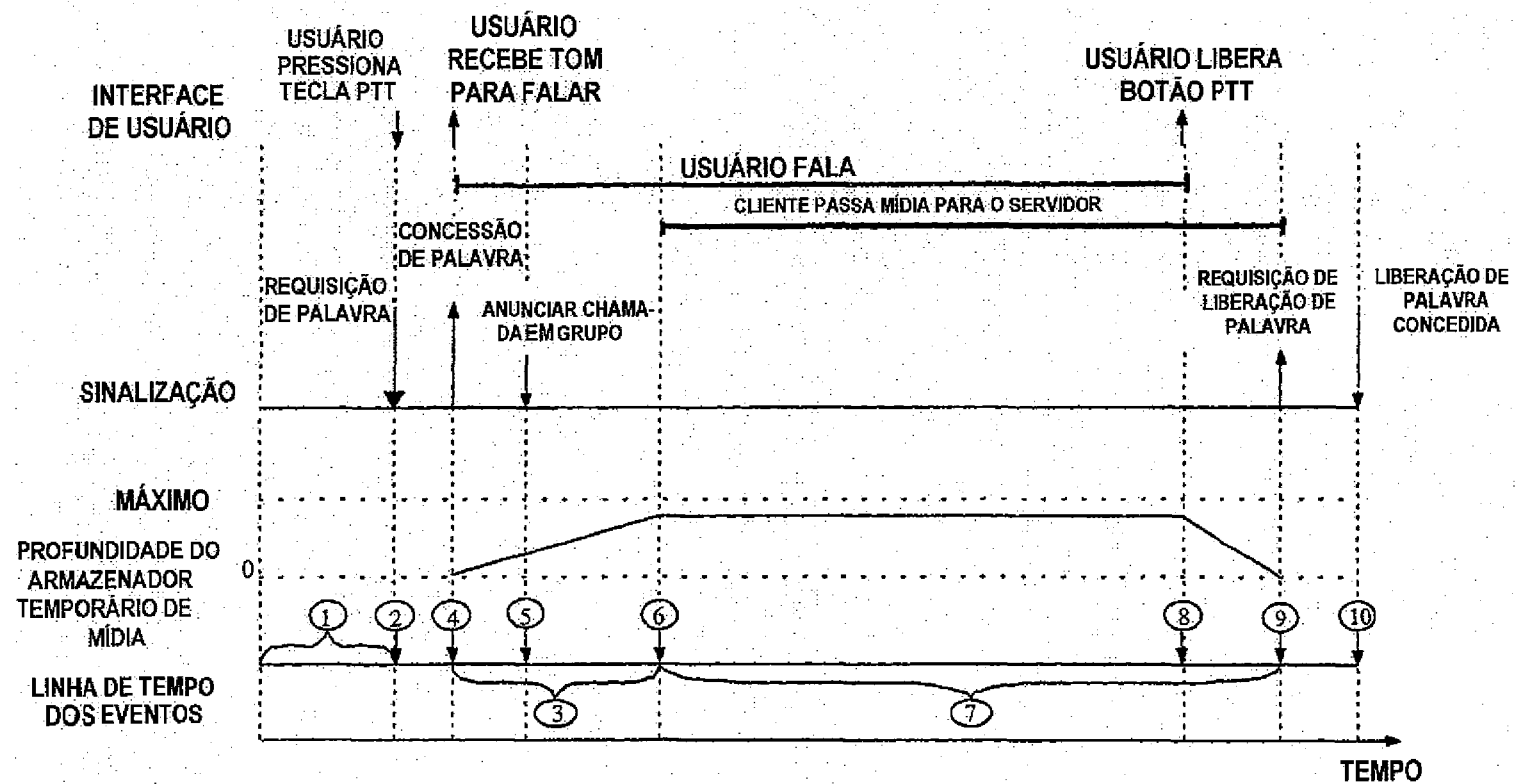 USUÁRIO
PRESSIONA
TECLA PTT
USUÁRIO
RECEBE TOM
PARA FALAR
USUÁRIO LIBERA
BOTÃO PTT
INTERFACE
DE USUÁRIO
USUÁRIO FALA
CLIENTE PASSA MÍDIA PARA O SERVIDOR
CONCESSÃO
DE PALAVRA
REQUISIÇÃO
DE PALAVRA
ANUNCIAR CHAMA-
DA EM GRUPO
REQUISIÇÃO DE
LIBERAÇÃO DE
PALAVRA
LIBERAÇÃO DE
PALAVRA
CONCEDIDA
SINALIZAÇÃO
MÁXIMO
PROFUNDIDADE DO
ARMAZENADOR
TEMPORÁRIO DE
MÍDIA
0
1
2
4
5
6
8
9
10
LINHA DE TEMPO
DOS EVENTOS
3
7
TEMPO